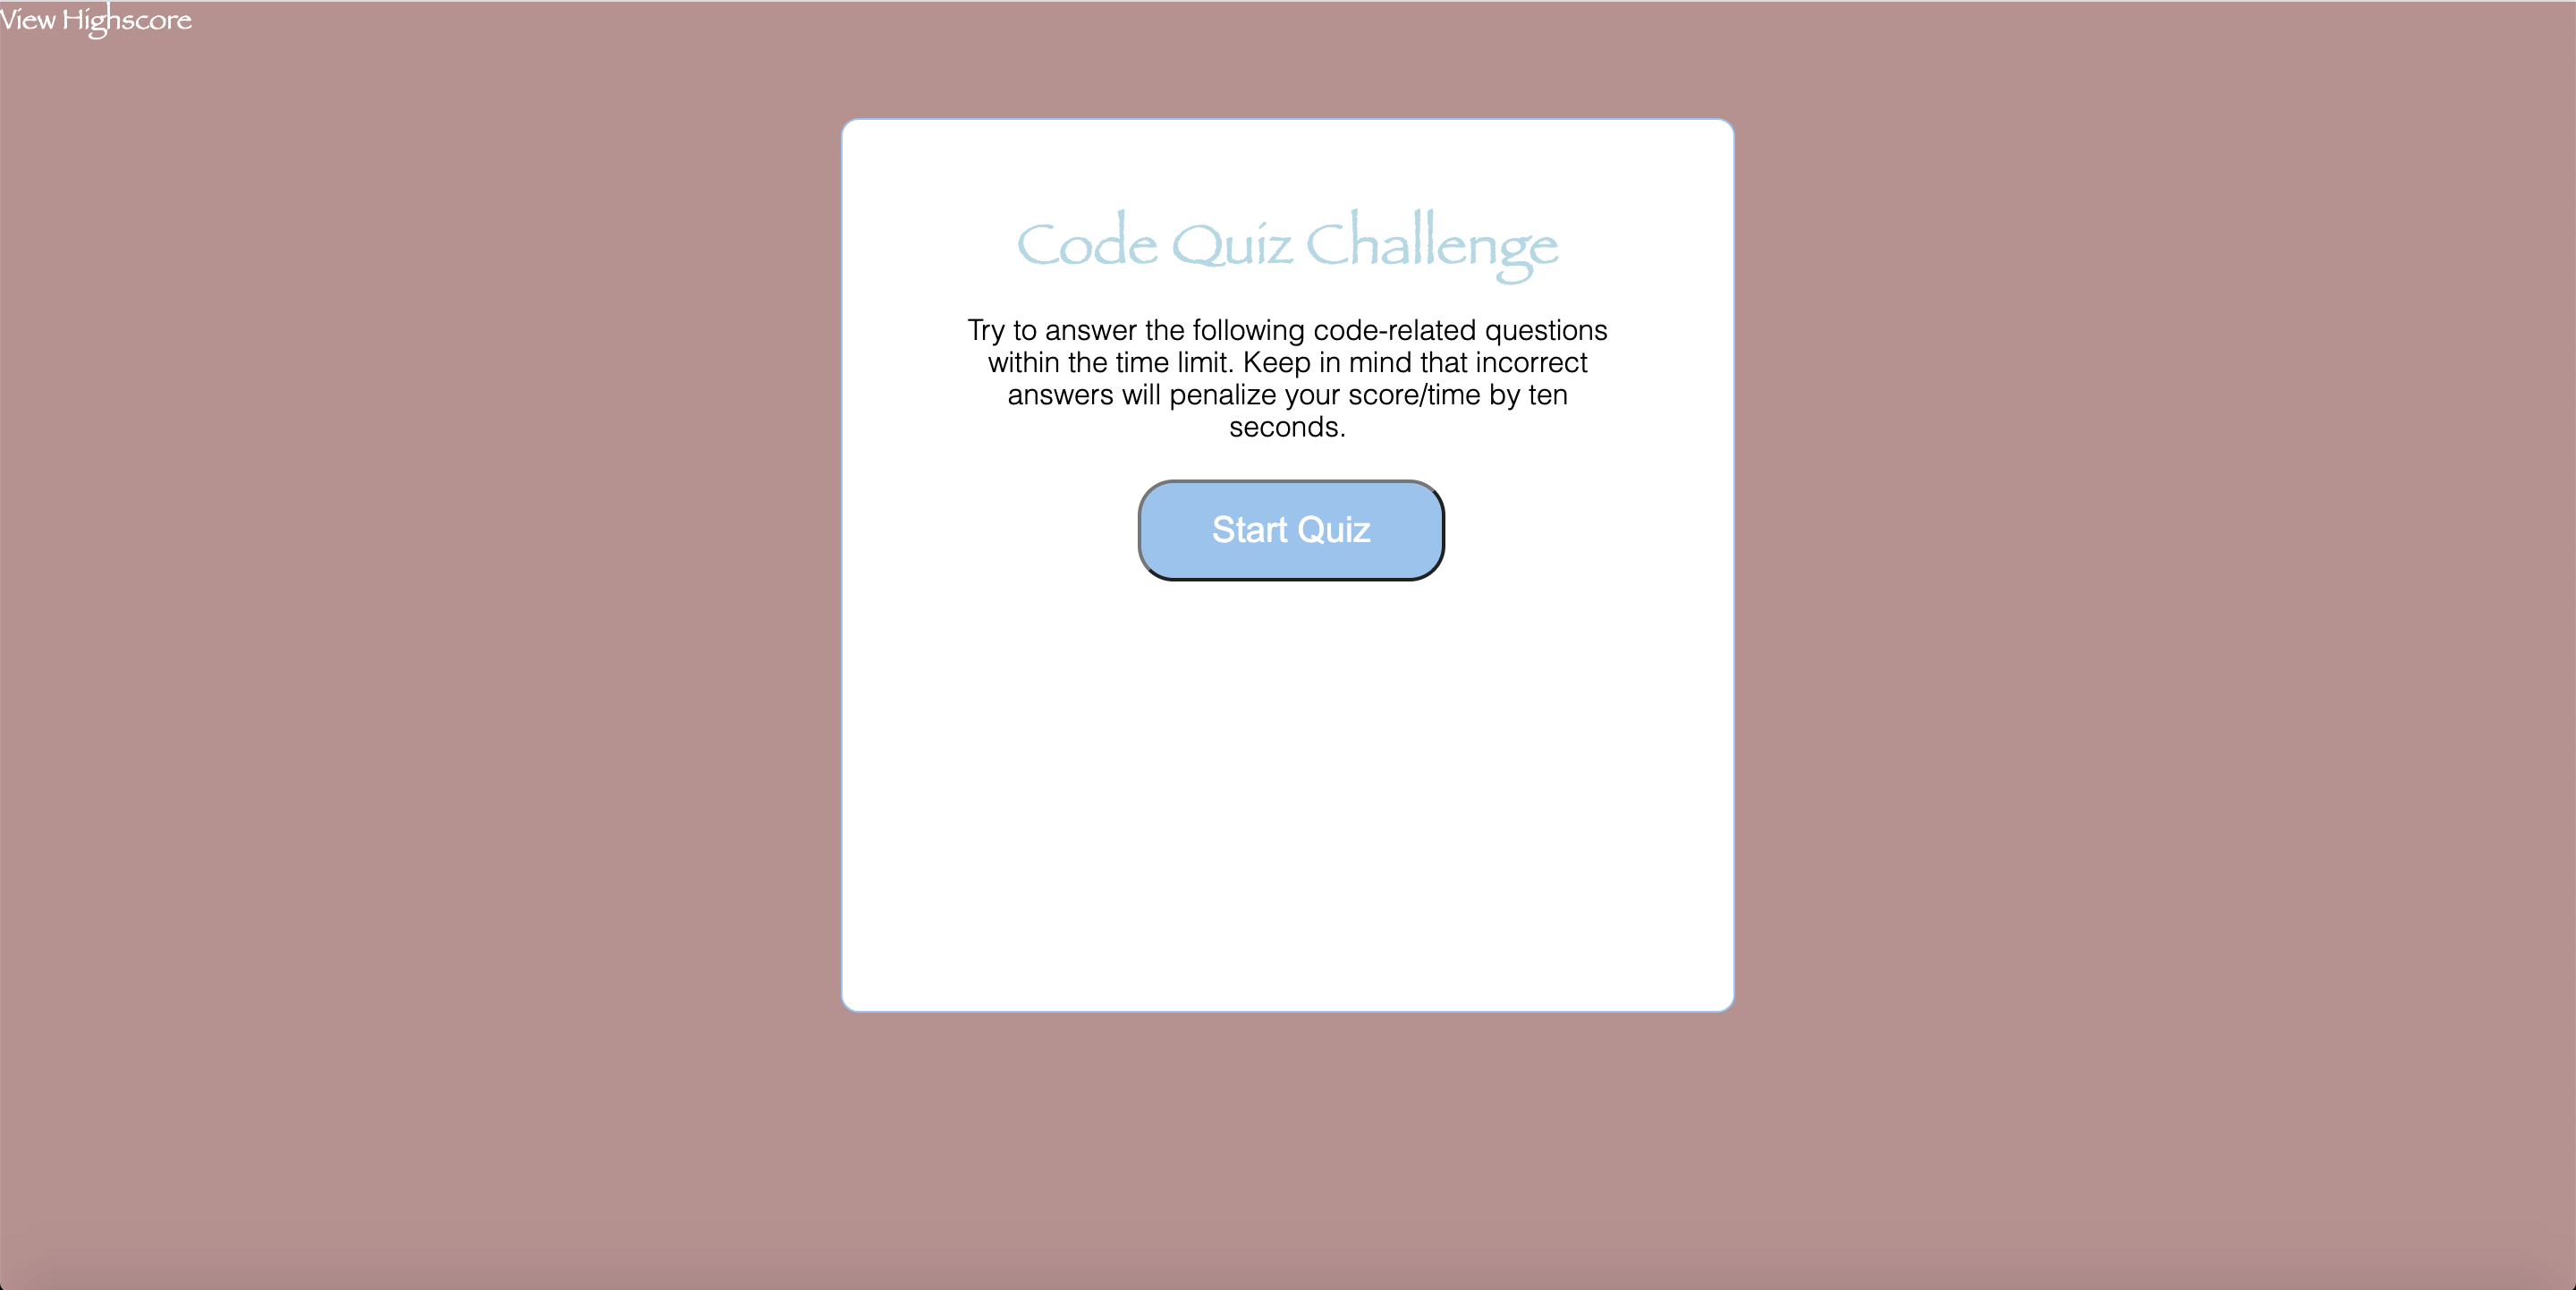 View Highscore
Code Quiz Challenge
Try to answer the following code-related questions
within the time limit. Keep in mind that incorrect
answers will penalize your score/time by ten
seconds.
Start Quiz